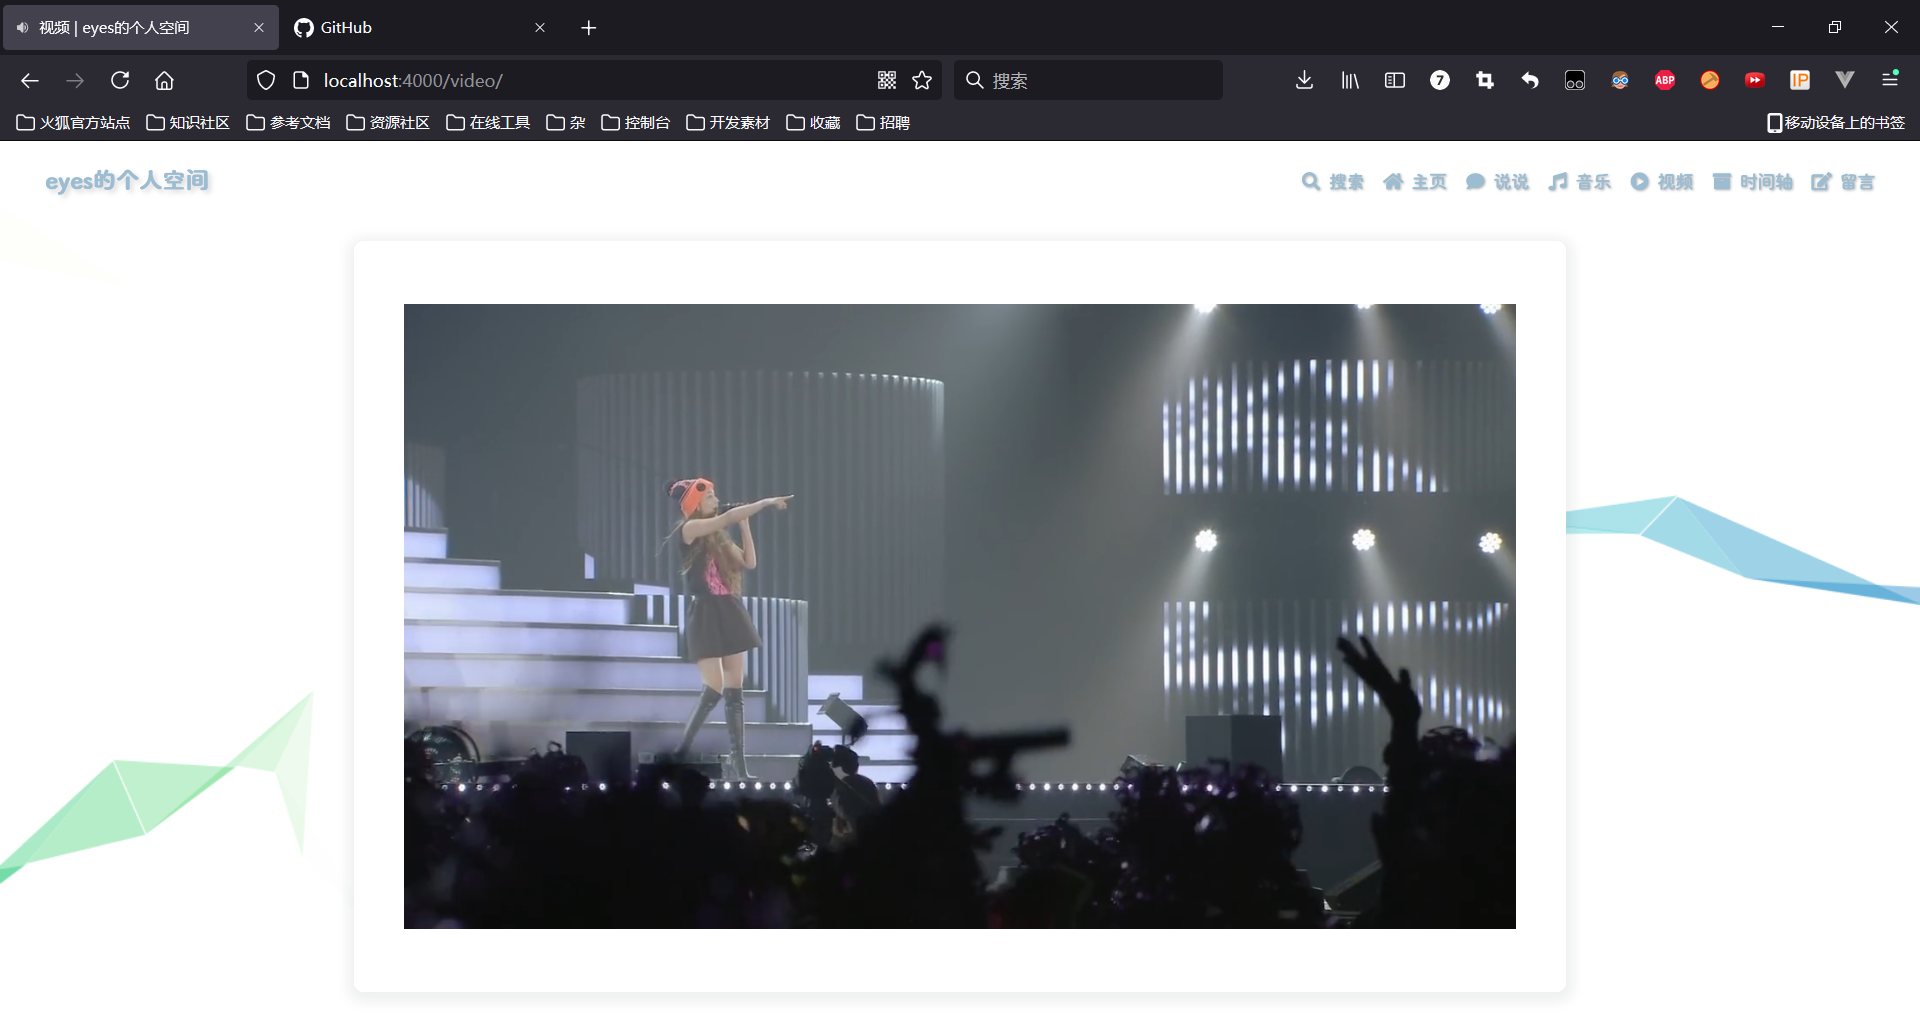 视频 | eyes的个人空间
GitHub
localhost:4000/video/
搜索
7
ABP
IP
火狐官方站点 知识社区 参考文档 资源社区 在线工具 杂 控制台 开发素材 收藏 招聘 移动设备上的书签
eyes的个人空间
搜索 主页 说说 音乐 视频 时间轴 留言